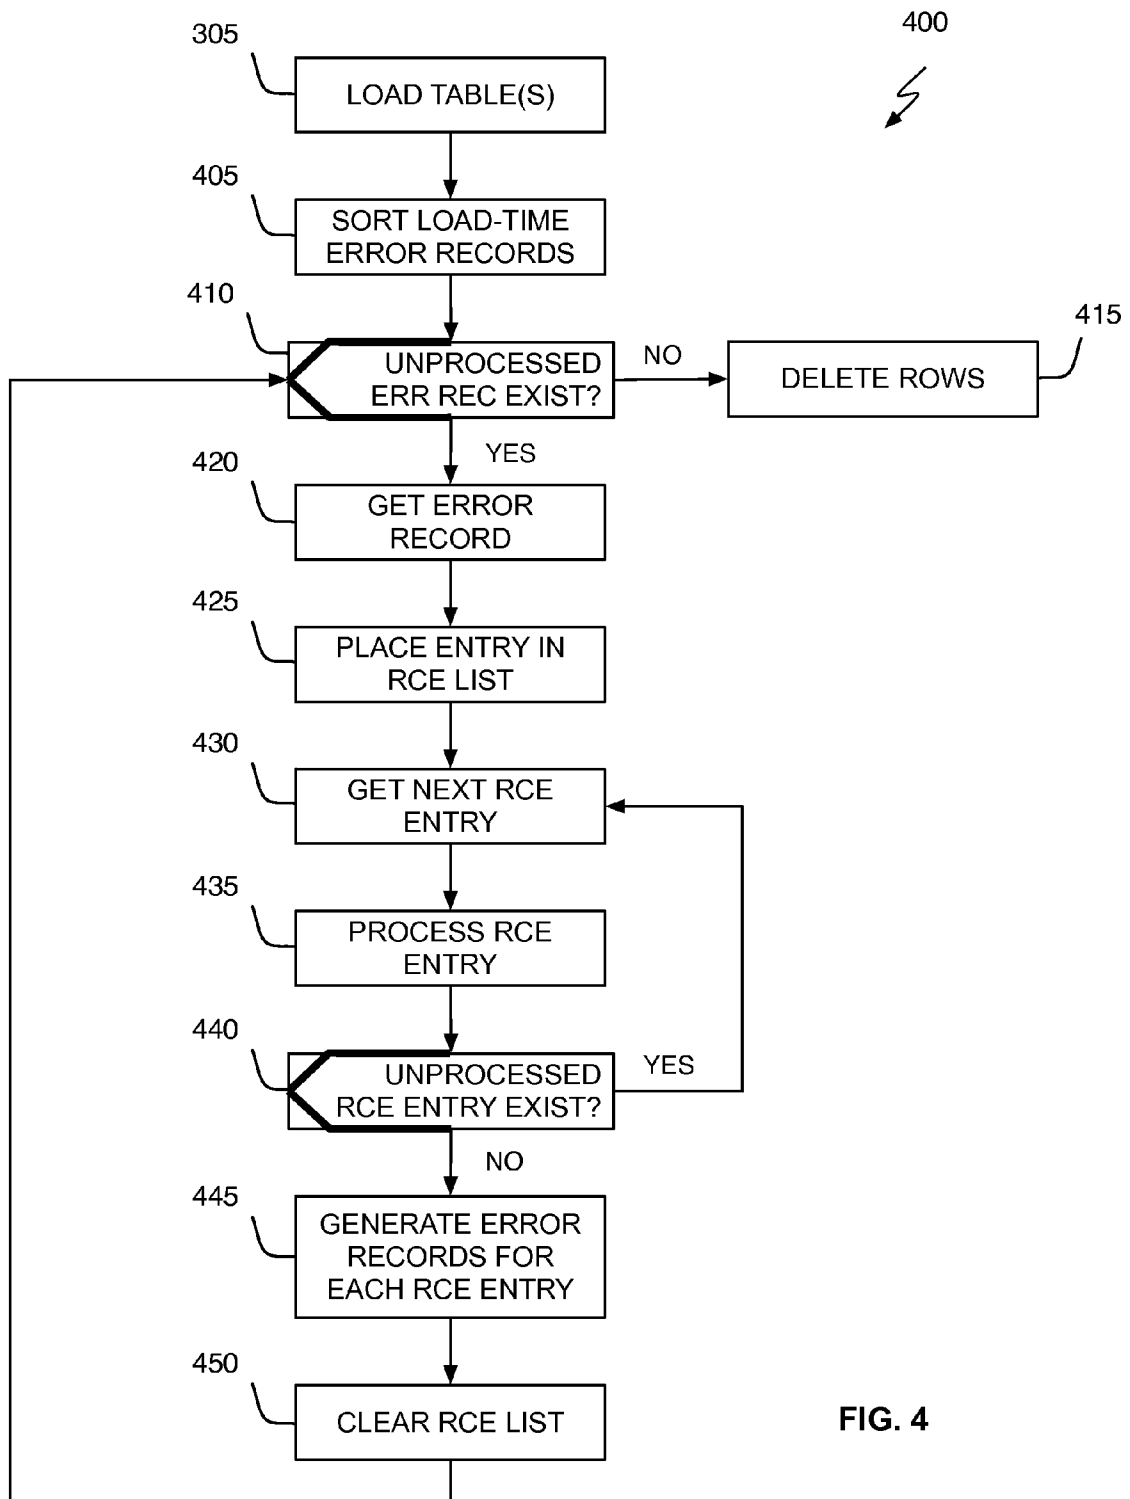 400
305
LOAD TABLE(S)
405
SORT LOAD-TIME
ERROR RECORDS
410
UNPROCESSED
ERR REC EXIST?
NO
415
DELETE ROWS
YES
420
GET ERROR
RECORD
425
PLACE ENTRY IN
RCE LIST
430
GET NEXT RCE
ENTRY
435
PROCESS RCE
ENTRY
440
UNPROCESSED
RCE ENTRY EXIST?
YES
NO
445
GENERATE ERROR
RECORDS FOR
EACH RCE ENTRY
450
CLEAR RCE LIST
FIG. 4